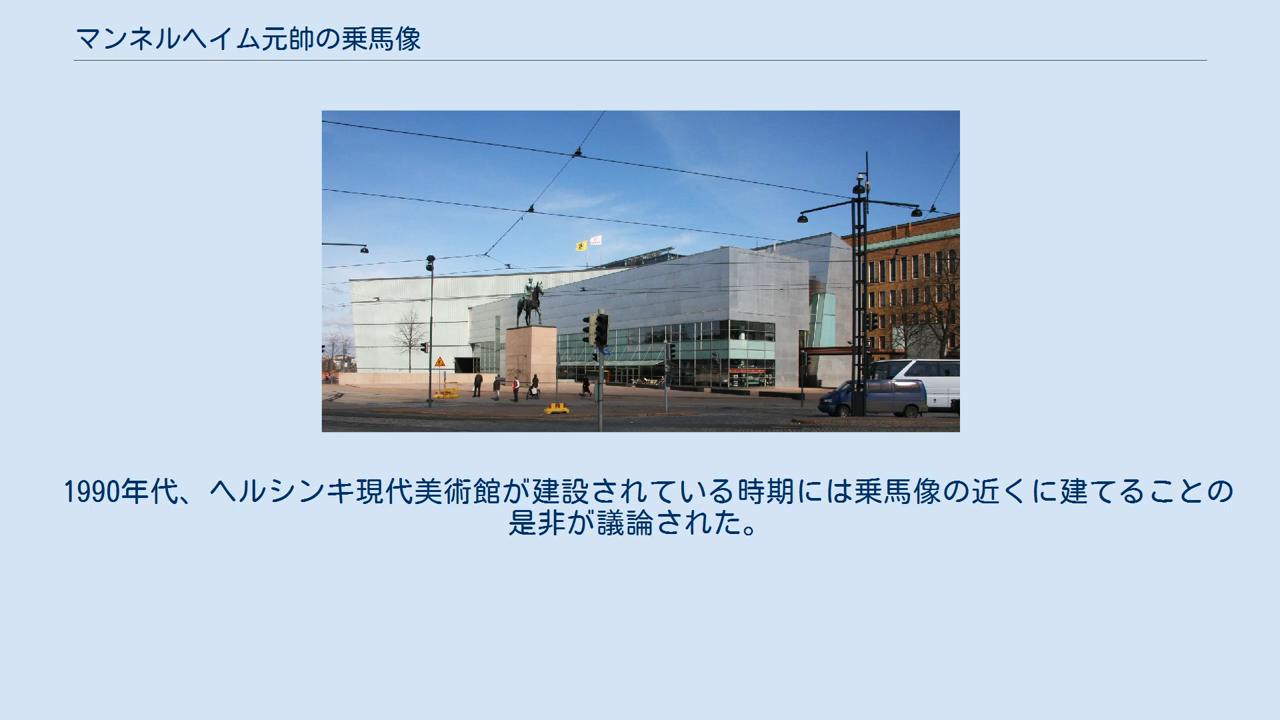 マンネルヘイム元帥の乗馬像
1990年代、ヘルシンキ現代美術館が建設されている時期には乗馬像の近くに建てることの
是非が議論された。